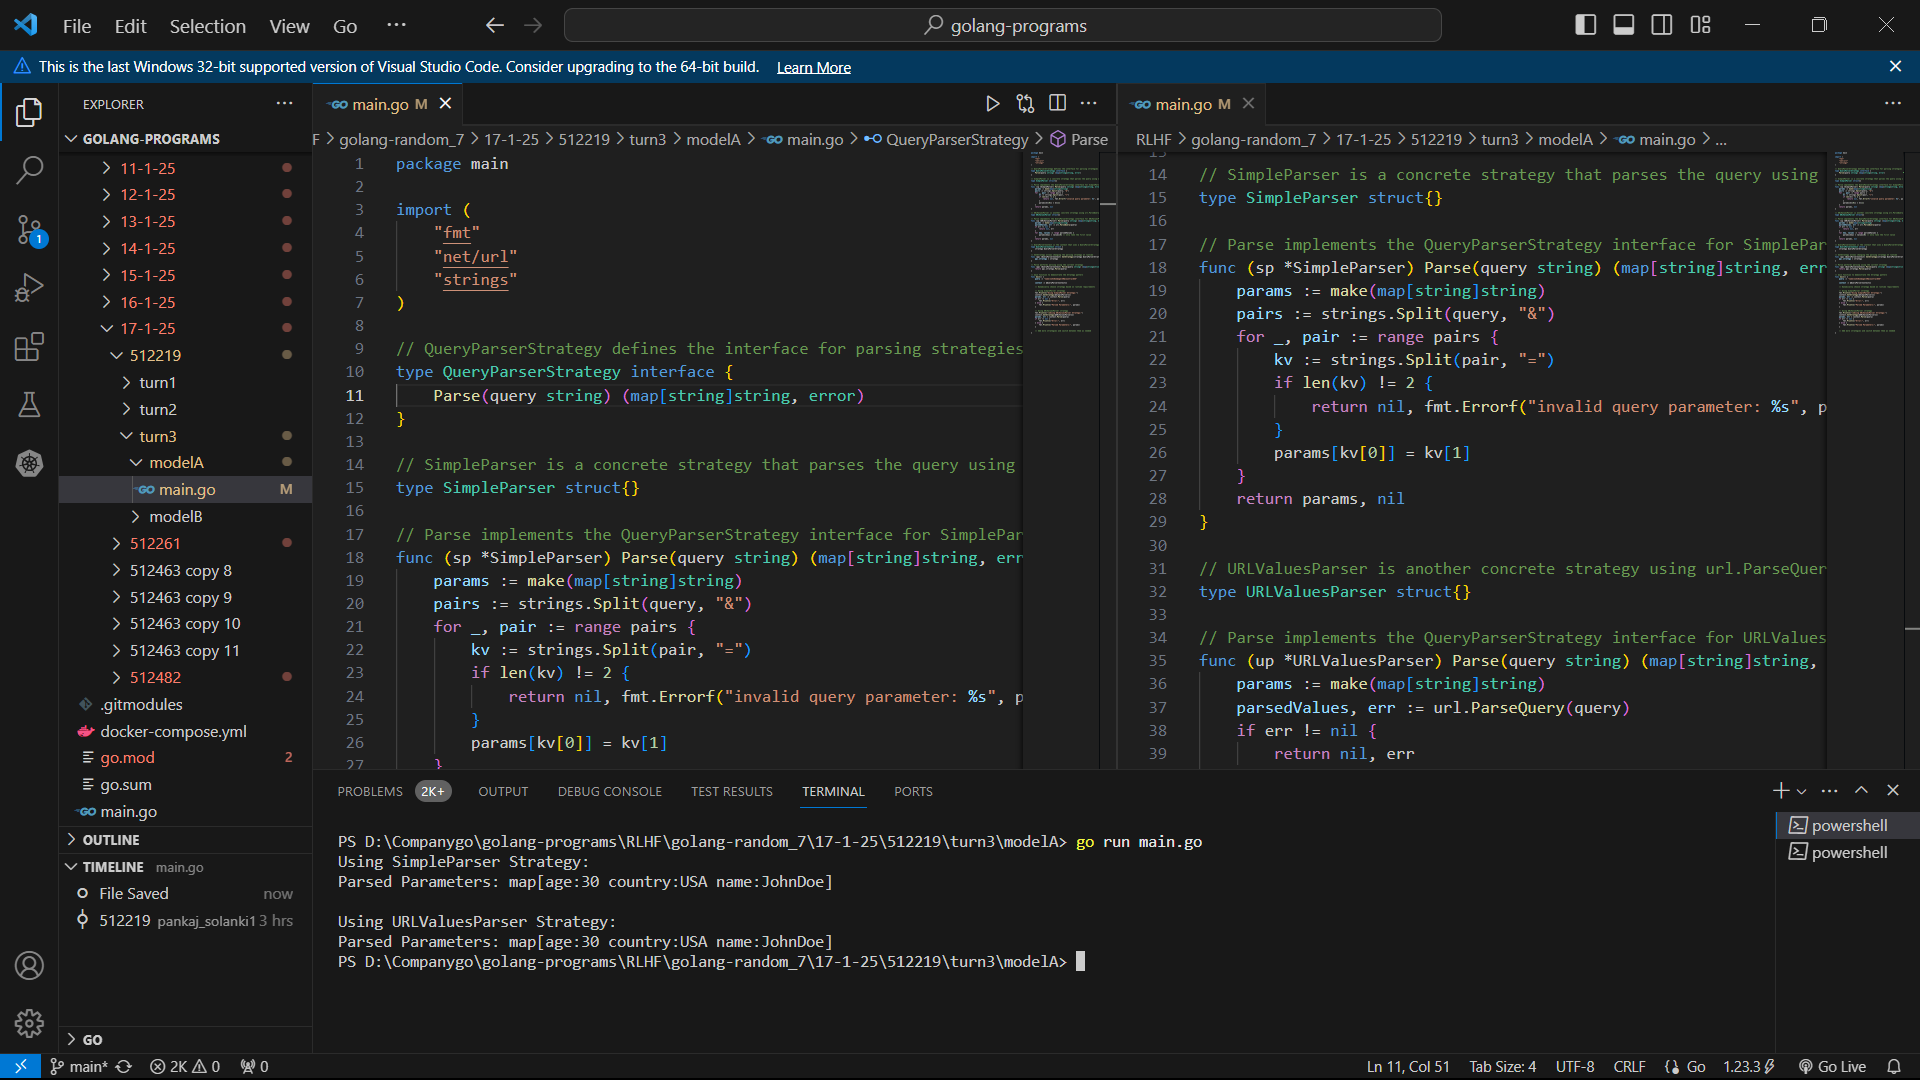 File Edit Selection View Go ··· golang-programs
This is the last Windows 32-bit supported version of Visual Studio Code. Consider upgrading to the 64-bit build. Learn More
EXPLORER
GOLANG-PROGRAMS
11-1-25
12-1-25
13-1-25
14-1-25
15-1-25
16-1-25
17-1-25
512219
turn1
turn2
turn3
modelA
main.go M
modelB
512261
512463 copy 8
512463 copy 9
512463 copy 10
512463 copy 11
512482
.gitmodules
docker-compose.yml
go.mod 2
go.sum
main.go
OUTLINE
TIMELINE main.go
File Saved now
512219 pankaj_solanki1 3 hrs
GO
1
main.go M
F > golang-random_7 > 17-1-25 > 512219 > turn3 > modelA > main.go > QueryParserStrategy > Parse
1 package main
2
3 import (
4 "fmt"
5 "net/url"
6 "strings"
7 )
8
9 // QueryParserStrategy defines the interface for parsing strategies
10 type QueryParserStrategy interface {
11 Parse(query string) (map[string]string, error)
12 }
13
14 // SimpleParser is a concrete strategy that parses the query using
15 type SimpleParser struct{}
16
17 // Parse implements the QueryParserStrategy interface for SimplePar
18 func (sp *SimpleParser) Parse(query string) (map[string]string, err
19 params := make(map[string]string)
20 pairs := strings.Split(query, "&")
21 for _, pair := range pairs {
22 kv := strings.Split(pair, "=")
23 if len(kv) != 2 {
24 return nil, fmt.Errorf("invalid query parameter: %s", p
25 }
26 params[kv[0]] = kv[1]
27 }
main.go M
RLHF > golang-random_7 > 17-1-25 > 512219 > turn3 > modelA > main.go > ...
13
14 // SimpleParser is a concrete strategy that parses the query using
15 type SimpleParser struct{}
16
17 // Parse implements the QueryParserStrategy interface for SimplePar
18 func (sp *SimpleParser) Parse(query string) (map[string]string, err
19 params := make(map[string]string)
20 pairs := strings.Split(query, "&")
21 for _, pair := range pairs {
22 kv := strings.Split(pair, "=")
23 if len(kv) != 2 {
24 return nil, fmt.Errorf("invalid query parameter: %s", p
25 }
26 params[kv[0]] = kv[1]
27 }
28 return params, nil
29 }
30
31 // URLValuesParser is another concrete strategy using url.ParseQuer
32 type URLValuesParser struct{}
33
34 // Parse implements the QueryParserStrategy interface for URLValues
35 func (up *URLValuesParser) Parse(query string) (map[string]string,
36 params := make(map[string]string)
37 parsedValues, err := url.ParseQuery(query)
38 if err != nil {
39 return nil, err
PROBLEMS 2K+ OUTPUT DEBUG CONSOLE TEST RESULTS TERMINAL PORTS
PS D:\Companygo\golang-programs\RLHF\golang-random_7\17-1-25\512219\turn3\modelA> go run main.go
Using SimpleParser Strategy:
Parsed Parameters: map[age:30 country:USA name:JohnDoe]
Using URLValuesParser Strategy:
Parsed Parameters: map[age:30 country:USA name:JohnDoe]
PS D:\Companygo\golang-programs\RLHF\golang-random_7\17-1-25\512219\turn3\modelA>
powershell
powershell
main* 2K 0 0 Ln 11, Col 51 Tab Size: 4 UTF-8 CRLF Go 1.23.3 Go Live